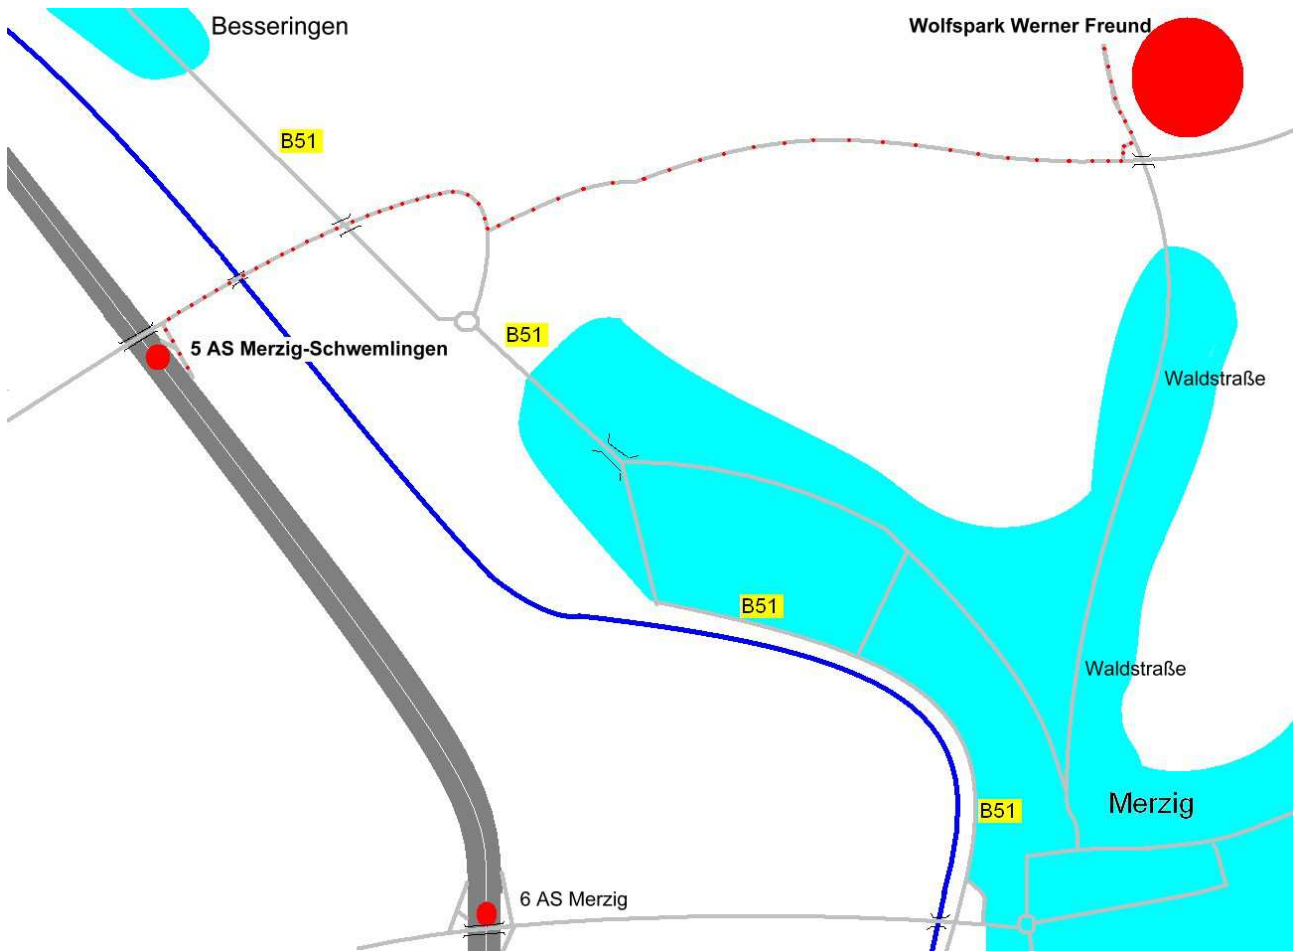 Besseringen
Wolfspark Werner Freund
B51
B51
5 AS Merzig-Schwemlingen
Waldstraße
B51
Waldstraße
B51
Merzig
6 AS Merzig